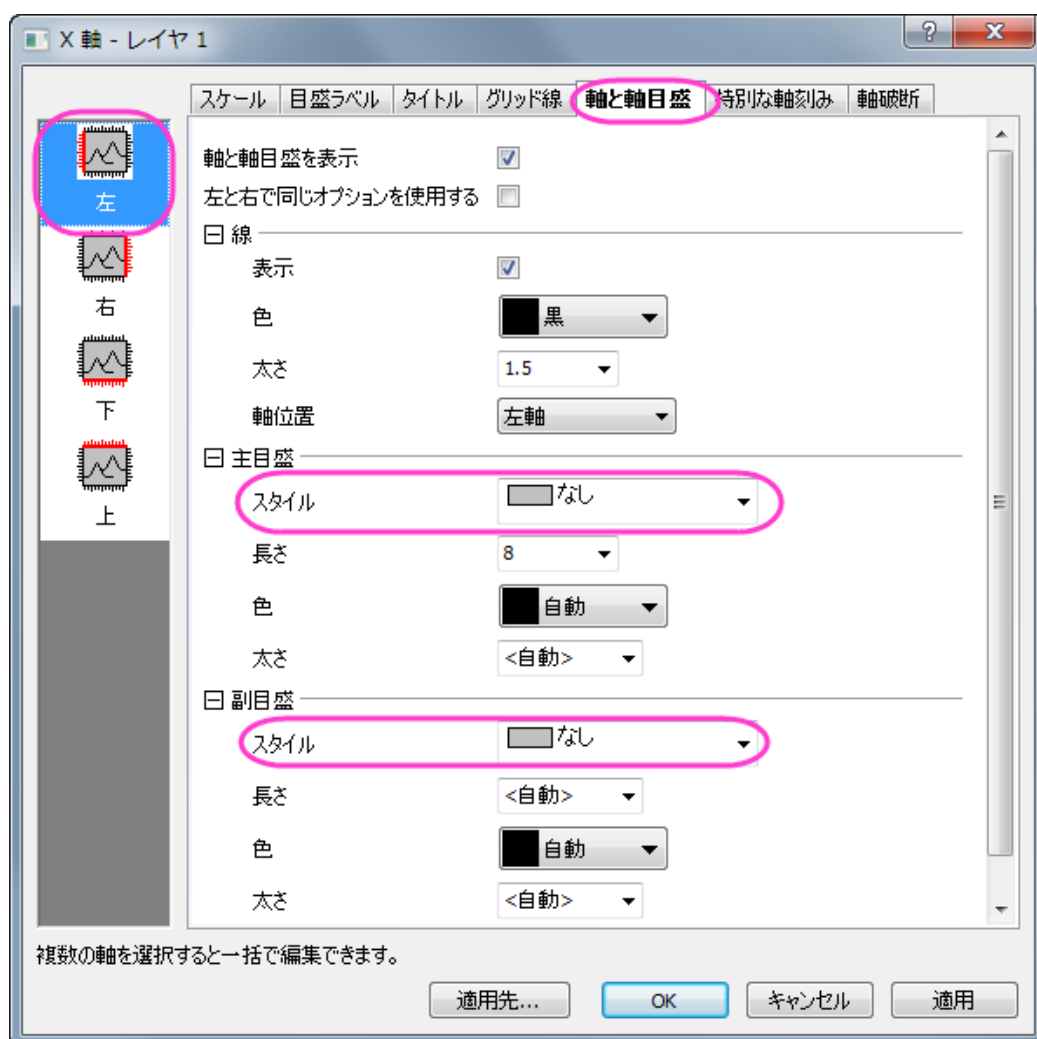 X 軸 - レイヤ 1
スケール 目盛ラベル タイトル グリッド線 軸と軸目盛 特別な軸刻み 軸破断
左
右
下
上
軸と軸目盛を表示
左と右で同じオプションを使用する
線
表示
色 黒
太さ 1.5
軸位置 左軸
主目盛
スタイル なし
長さ 8
色 自動
太さ <自動>
副目盛
スタイル なし
長さ <自動>
色 自動
太さ <自動>
複数の軸を選択すると一括で編集できます。
適用先... OK キャンセル 適用